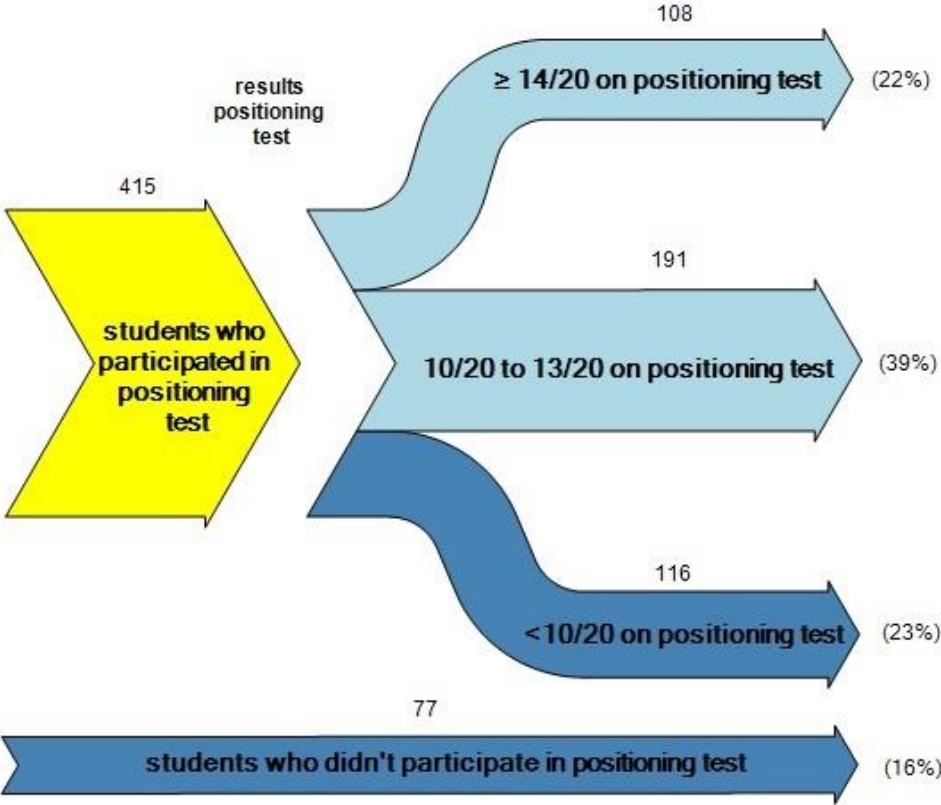 108
≥ 14/20 on positioning test
(22%)
results
positioning
test
415
students who
participated in
positioning
test
191
10/20 to 13/20 on positioning test
(39%)
116
<10/20 on positioning test
(23%)
77
students who didn't participate in positioning test
(16%)